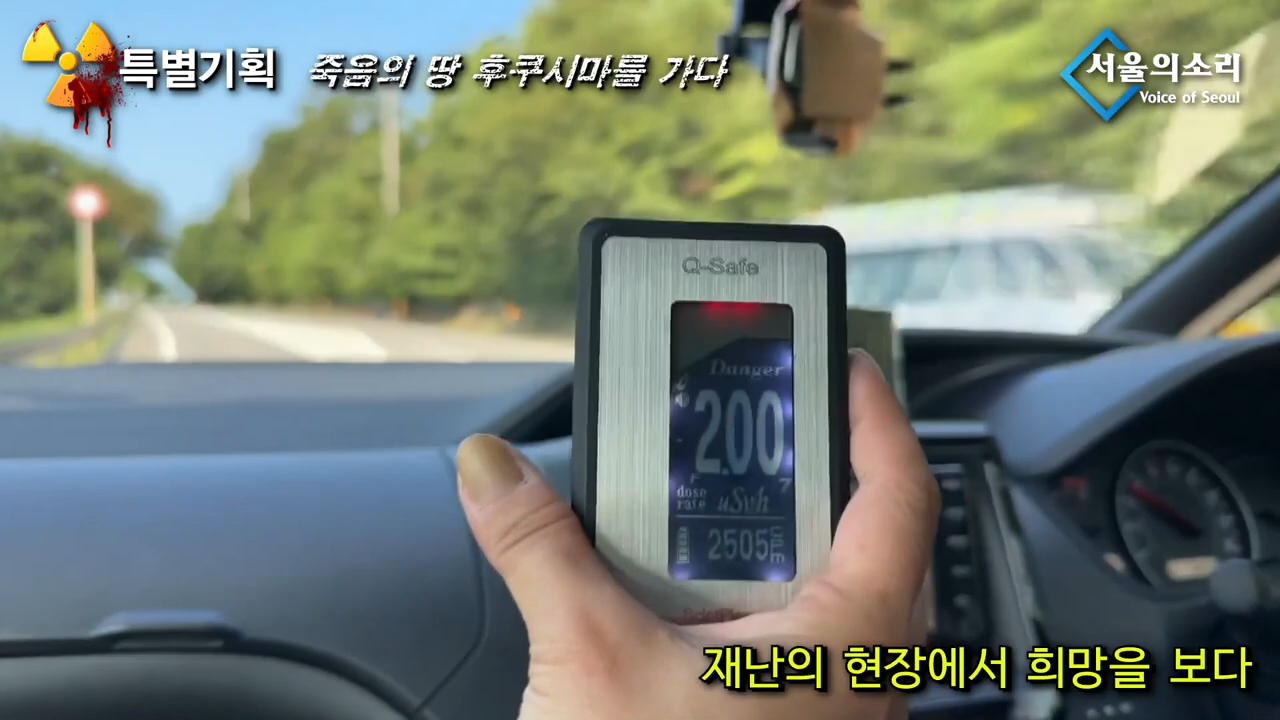 특별기획 죽음의 땅 후쿠시마를 가다
서울의소리
Voice of Seoul
Q-Safe
Danger
2.00
dose rate uSvh
2505
재난의 현장에서 희망을 보다